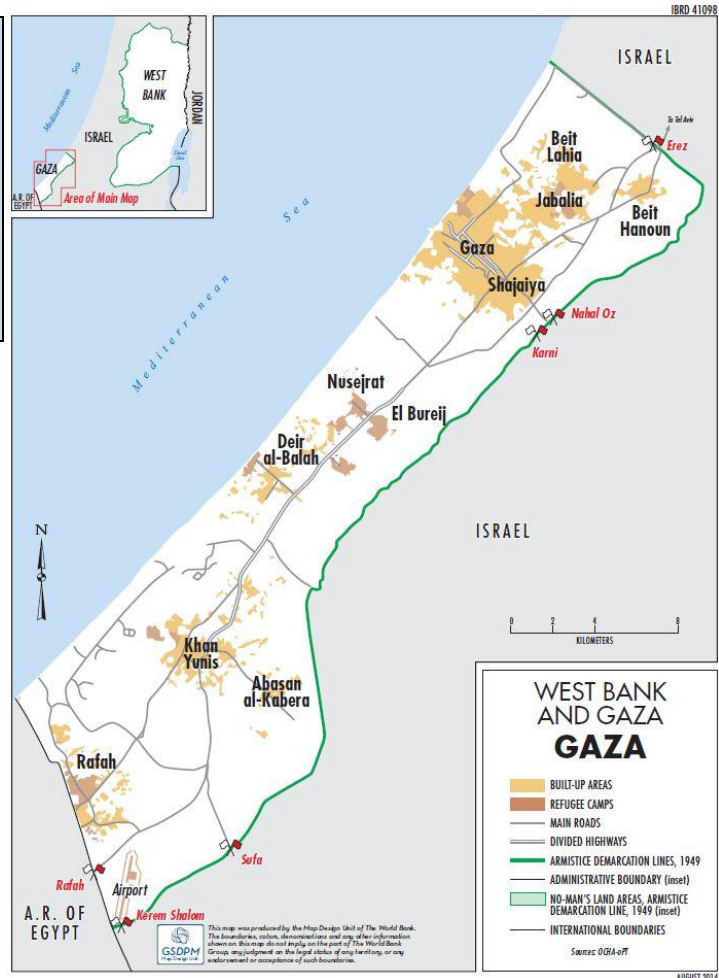 IBRD 41098
Mediterranean Sea
WEST
BANK
JORDAN
ISRAEL
Dead
Sea
GAZA
A.R. OF
EGYPT
Area of Main Map
ISRAEL
To Tel Aviv
Erez
Beit
Lahia
Jabalia
Beit
Hanoun
Gaza
Shajaiya
Nahal Oz
Karni
Mediterranean Sea
Nuseirat
El Bureij
Deir
al-Balah
N
ISRAEL
0 2 4 8
KILOMETERS
Khan
Yunis
Abasan
al-Kabera
Rafah
Sufa
Rafah
Airport
Kerem Shalom
A.R. OF
EGYPT
WEST BANK
AND GAZA
GAZA
BUILT-UP AREAS
REFUGEE CAMPS
MAIN ROADS
DIVIDED HIGHWAYS
ARMISTICE DEMARCATION LINES, 1949
ADMINISTRATIVE BOUNDARY (inset)
NO-MAN'S LAND AREAS, ARMISTICE
DEMARCATION LINE, 1949 (inset)
INTERNATIONAL BOUNDARIES
Sources: OCHA-oPT
GSDPM
Map Design Unit
This map was produced by the Map Design Unit of The World Bank.
The boundaries, colors, denominations and any other information
shown on this map do not imply, on the part of The World Bank
Group, any judgment on the legal status of any territory, or any
endorsement or acceptance of such boundaries.
AUGUST 2014